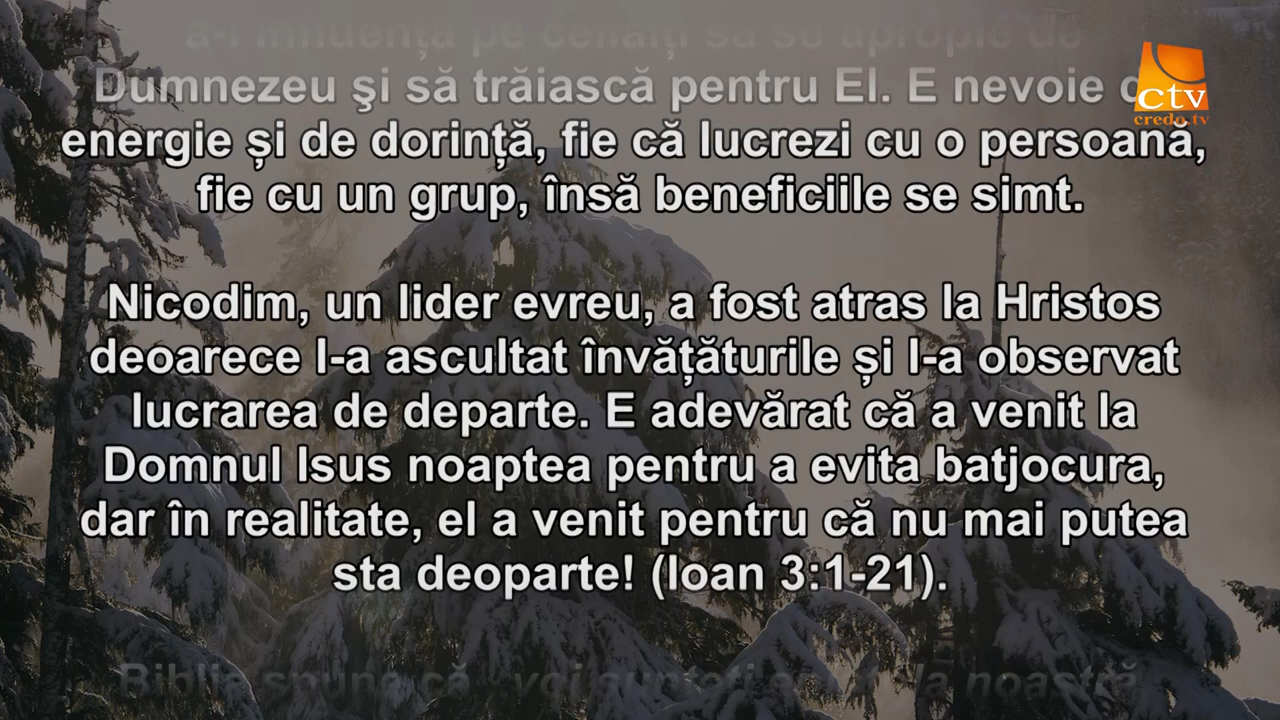 a-i influența pe ceilalți să se apropie de
Dumnezeu şi să trăiască pentru El. E nevoie
energie și de dorință, fie că lucrezi cu o persoană,
fie cu un grup, însă beneficiile se simt.
Nicodim, un lider evreu, a fost atras la Hristos
deoarece l-a ascultat învățăturile și l-a observat
lucrarea de departe. E adevărat că a venit la
Domnul Isus noaptea pentru a evita batjocura,
dar în realitate, el a venit pentru că nu mai putea
sta deoparte! (Ioan 3:1-21).
Biblia spune că „voi sunteți noastră
ctv
credo.tv